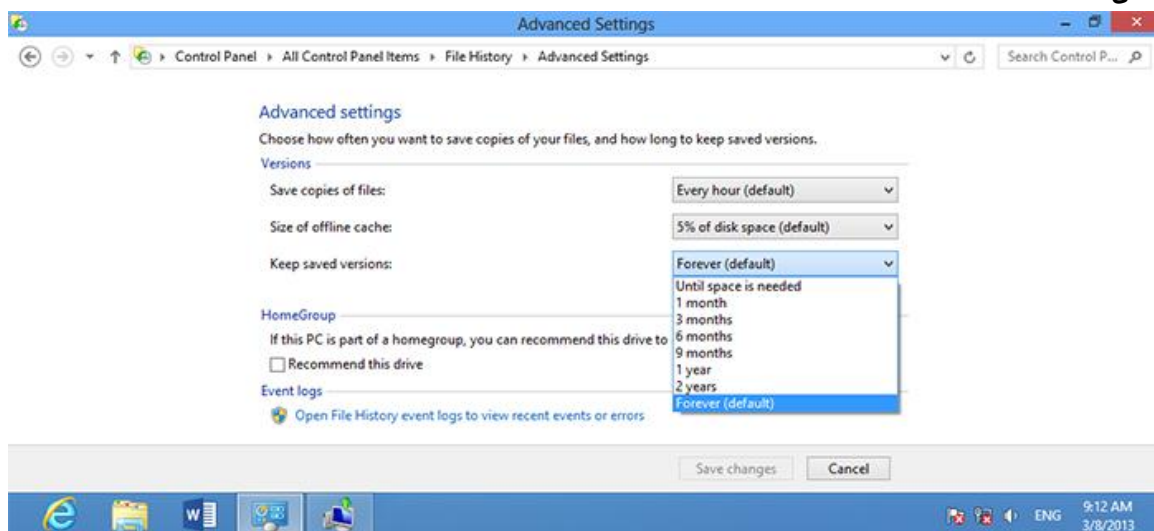 Advanced Settings
Control Panel ▸ All Control Panel Items ▸ File History ▸ Advanced Settings
Search Control P...
Advanced settings
Choose how often you want to save copies of your files, and how long to keep saved versions.
Versions
Save copies of files:
Every hour (default)
Size of offline cache:
5% of disk space (default)
Keep saved versions:
Forever (default)
Until space is needed
1 month
3 months
6 months
9 months
1 year
2 years
Forever (default)
HomeGroup
If this PC is part of a homegroup, you can recommend this drive to
Recommend this drive
Event logs
Open File History event logs to view recent events or errors
Save changes
Cancel
ENG
9:12 AM
3/8/2013